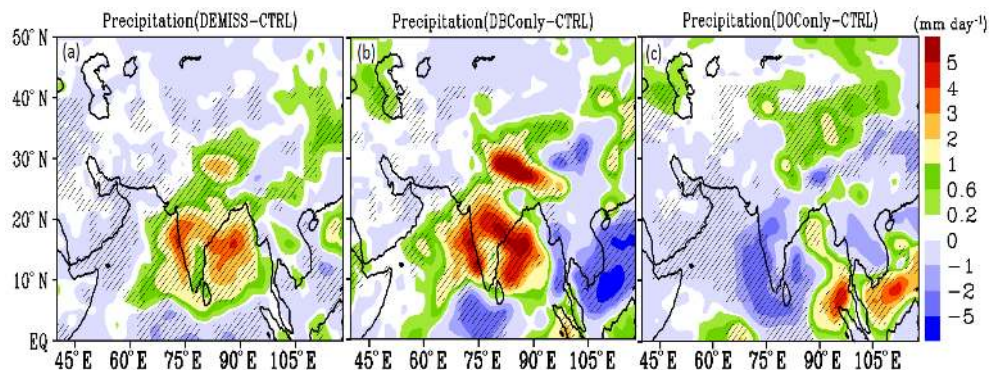 Precipitation(DEMISS-CTRL) Precipitation(DBConly-CTRL) Precipitation(DOConly-CTRL) (mm day⁻¹)
50°N (a) (b) (c)
40°N
30°N
20°N
10°N
EQ
45°E 60°E 75°E 90°E 105°E 45°E 60°E 75°E 90°E 105°E 45°E 60°E 75°E 90°E 105°E
5
4
3
2
1
0.6
0.2
0
−1
−2
−5